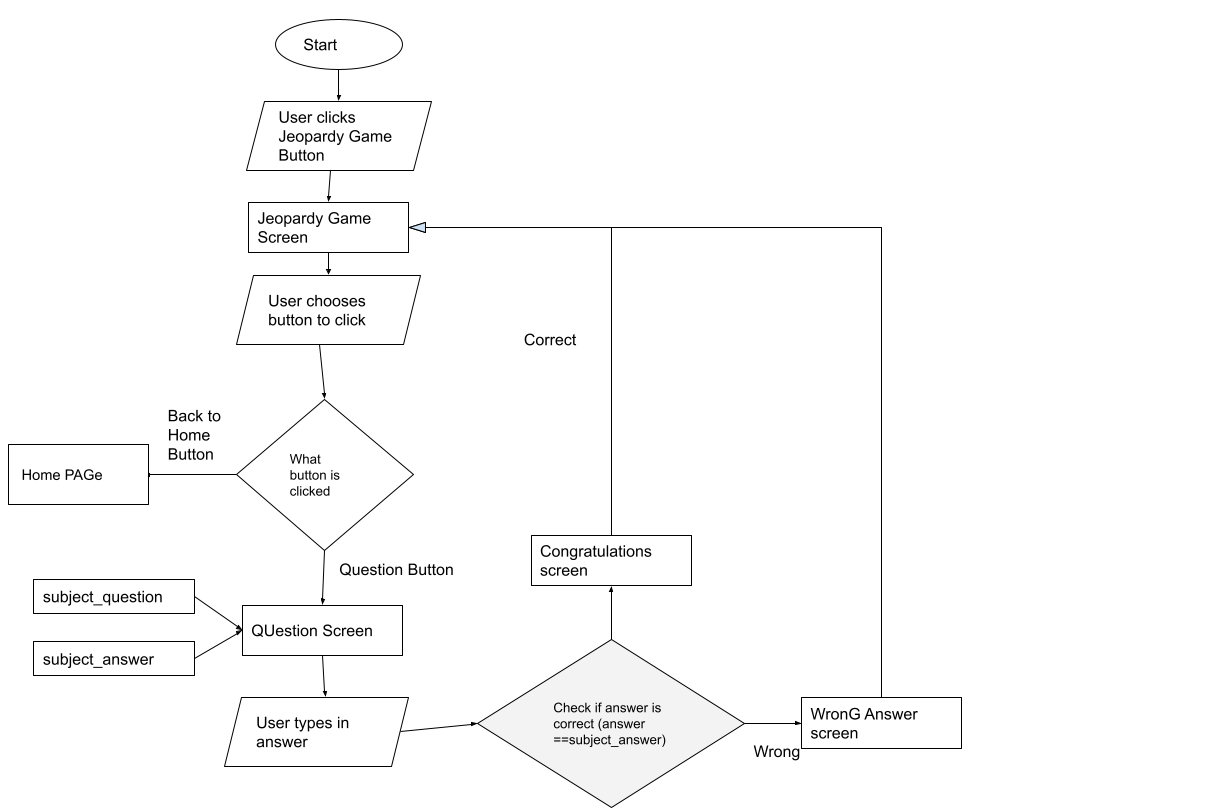 Start
User clicks
Jeopardy Game
Button
Jeopardy Game
Screen
User chooses
button to click
Correct
Back to
Home
Button
What
button is
clicked
Home PAGe
Question Button
Congratulations
screen
subject_question
QUestion Screen
subject_answer
User types in
answer
Check if answer is
correct (answer
==subject_answer)
WronG Answer
screen
Wrong